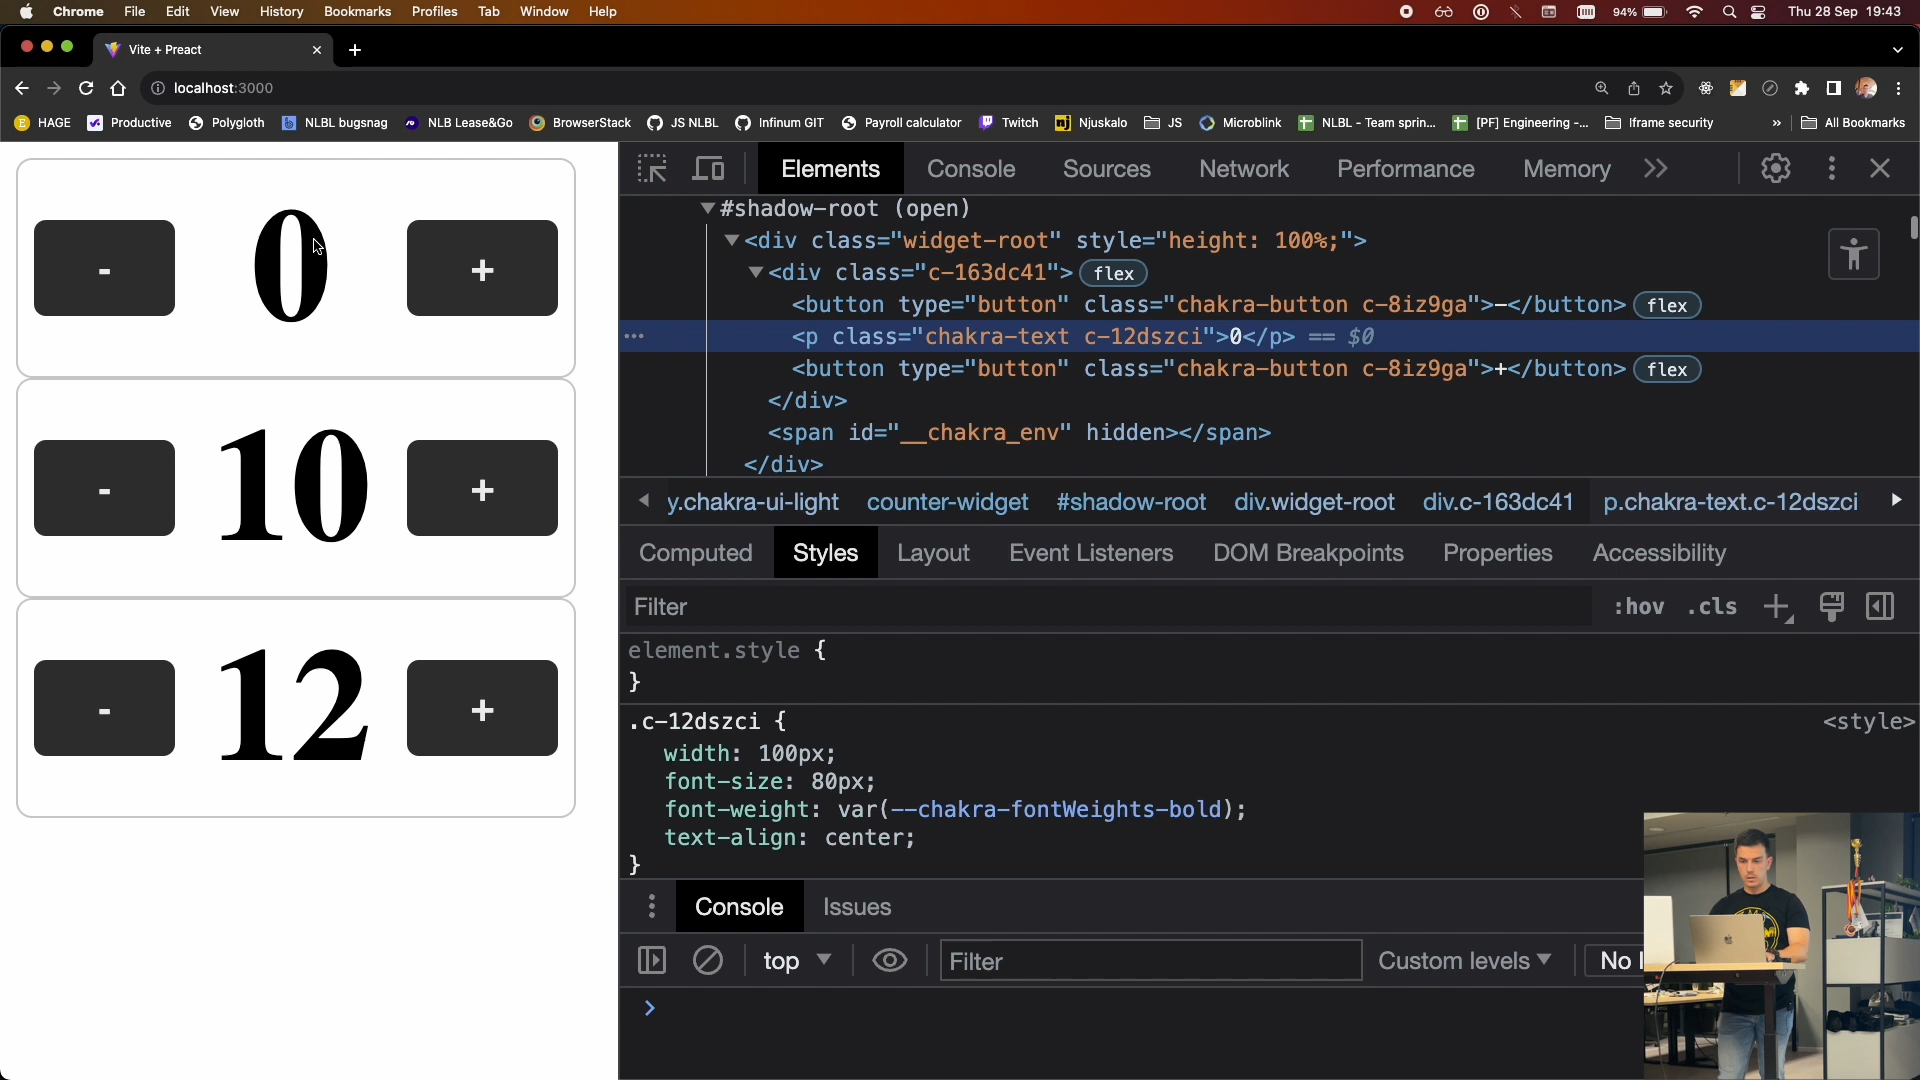 Chrome File Edit View History Bookmarks Profiles Tab Window Help 94% Thu 28 Sep 19:43
Vite + Preact
localhost:3000
HAGE Productive Polygloth NLBL bugsnag NLB Lease&Go BrowserStack JS NLBL Infinum GIT Payroll calculator Twitch Njuskalo JS Microblink NLBL - Team sprin... [PF] Engineering -... Iframe security » All Bookmarks
- 0 +
- 10 +
- 12 +
Elements Console Sources Network Performance Memory
#shadow-root (open)
<div class="widget-root" style="height: 100%;">
<div class="c-163dc41"> flex
<button type="button" class="chakra-button c-8iz9ga">-</button> flex
<p class="chakra-text c-12dszci">0</p> == $0
<button type="button" class="chakra-button c-8iz9ga">+</button> flex
</div>
<span id="__chakra_env" hidden></span>
</div>
y.chakra-ui-light counter-widget #shadow-root div.widget-root div.c-163dc41 p.chakra-text.c-12dszci
Computed Styles Layout Event Listeners DOM Breakpoints Properties Accessibility
Filter :hov .cls
element.style {
}
.c-12dszci { <style>
width: 100px;
font-size: 80px;
font-weight: var(--chakra-fontWeights-bold);
text-align: center;
}
Console Issues
top Filter Custom levels No